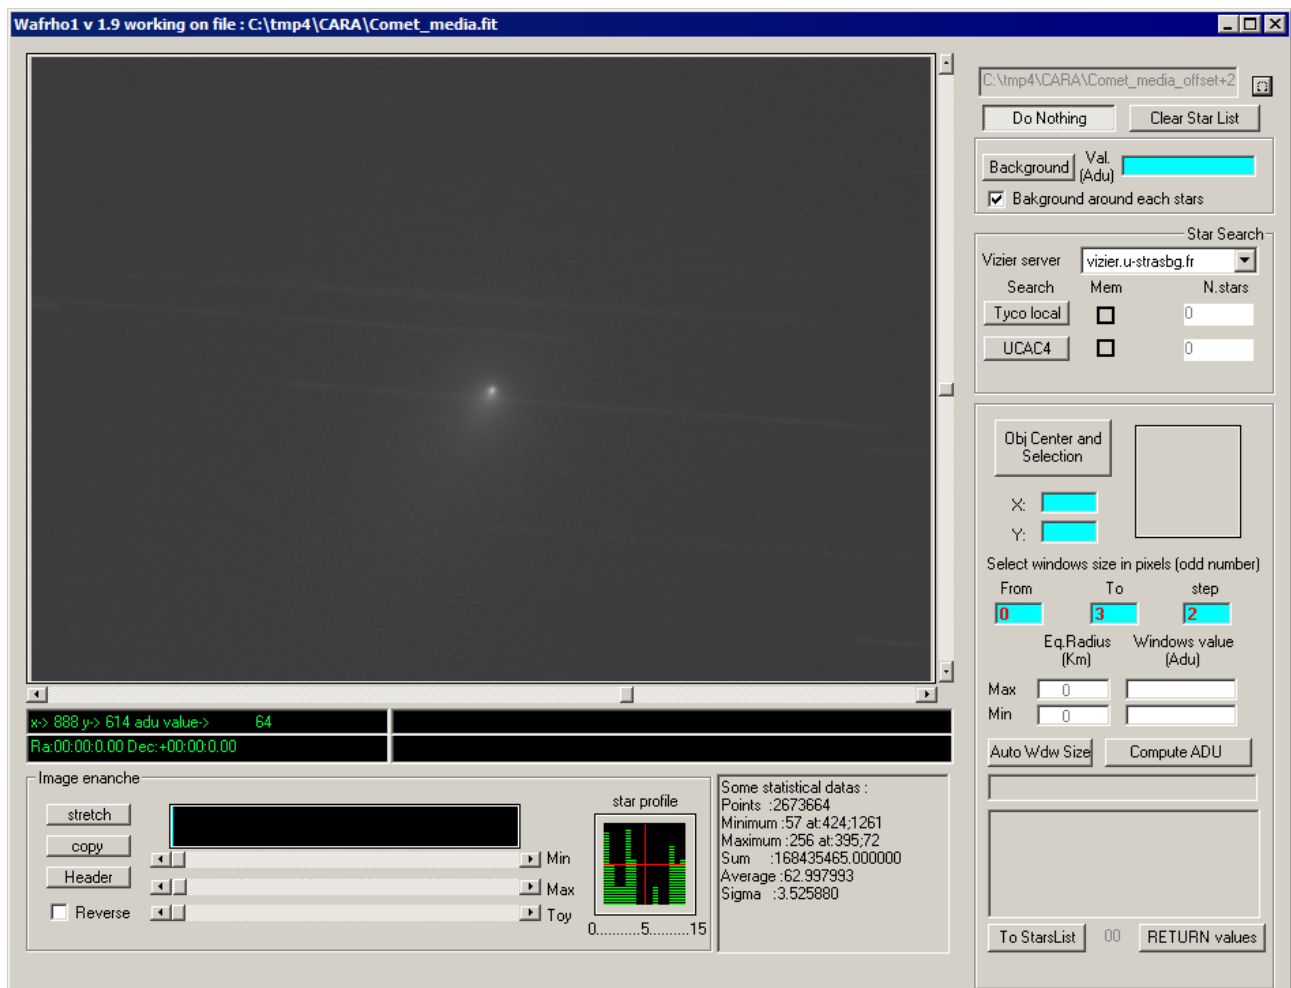 Wafrho1 v 1.9 working on file : C:\tmp4\CARA\Comet_media.fit
C:\tmp4\CARA\Comet_media_offset+2
Do Nothing
Clear Star List
Background
Val.
(Adu)
Bakground around each stars
Star Search
Vizier server
vizier.u-strasbg.fr
Search Mem N.stars
Tyco local
0
UCAC4
0
Obj Center and
Selection
X:
Y:
Select windows size in pixels (odd number)
From To step
0 3 2
Eq.Radius Windows value
(Km) (Adu)
Max 0
Min 0
Auto Wdw Size
Compute ADU
To StarsList
00
RETURN values
x-> 888 y-> 614 adu value-> 64
Ra:00:00:0.00 Dec:+00:00:0.00
Image enanche
stretch
copy
Header
Reverse
Min
Max
Toy
star profile
0..........5.........15
Some statistical datas :
Points :2673664
Minimum :57 at:424;1261
Maximum :256 at:395;72
Sum :168435465.000000
Average :62.997993
Sigma :3.525880